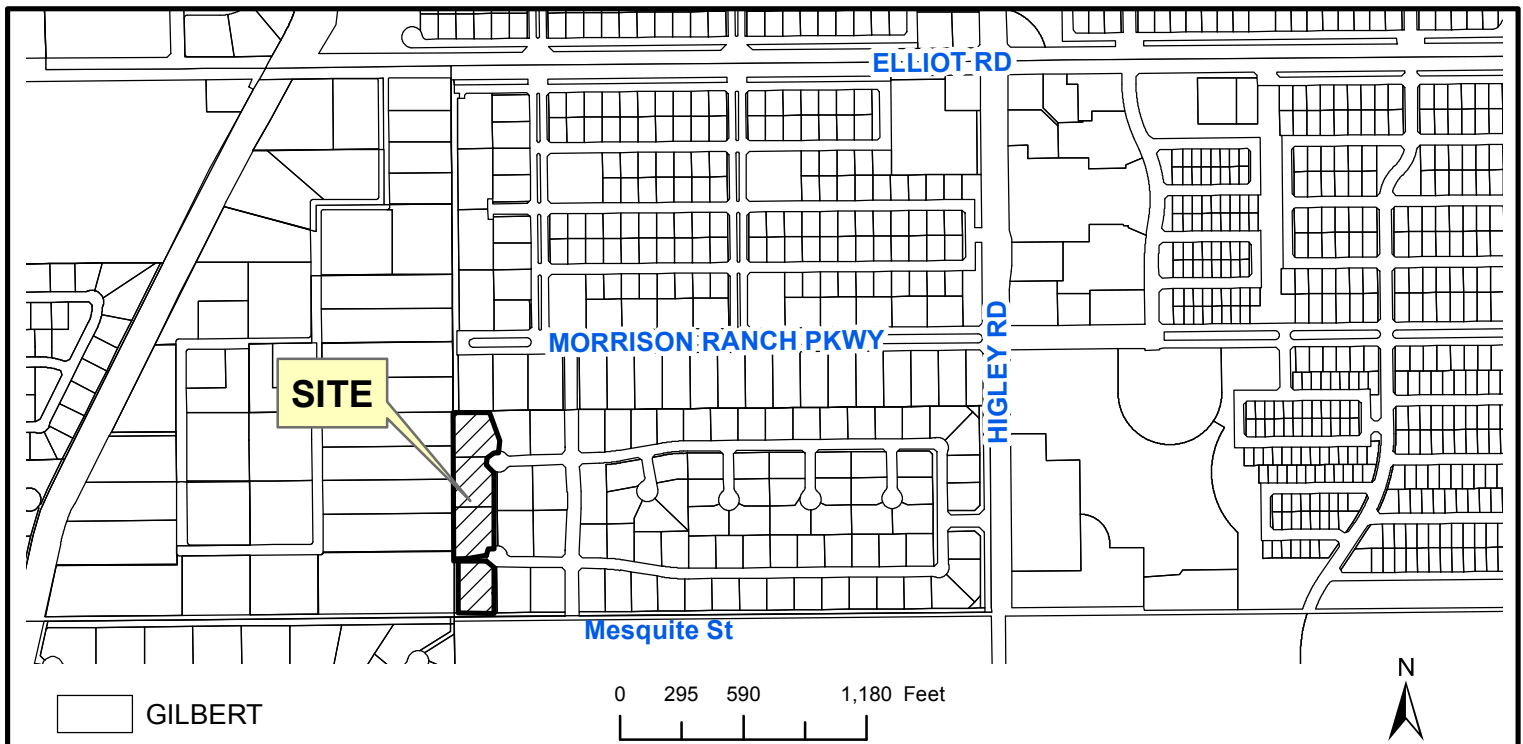 ELLIOT RD
MORRISON RANCH PKWY
HIGLEY RD
SITE
Mesquite St
GILBERT
0 295 590 1,180 Feet
N